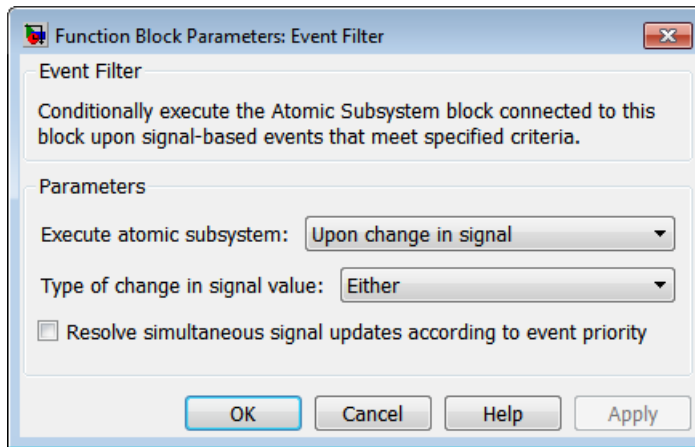 Function Block Parameters: Event Filter
Event Filter
Conditionally execute the Atomic Subsystem block connected to this
block upon signal-based events that meet specified criteria.
Parameters
Execute atomic subsystem: Upon change in signal
Type of change in signal value: Either
Resolve simultaneous signal updates according to event priority
OK Cancel Help Apply